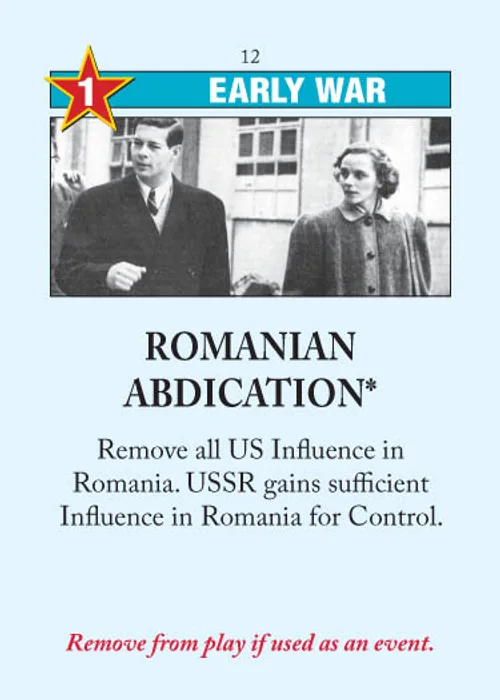 12
1
EARLY WAR
ROMANIAN
ABDICATION*
Remove all US Influence in
Romania. USSR gains sufficient
Influence in Romania for Control.
Remove from play if used as an event.